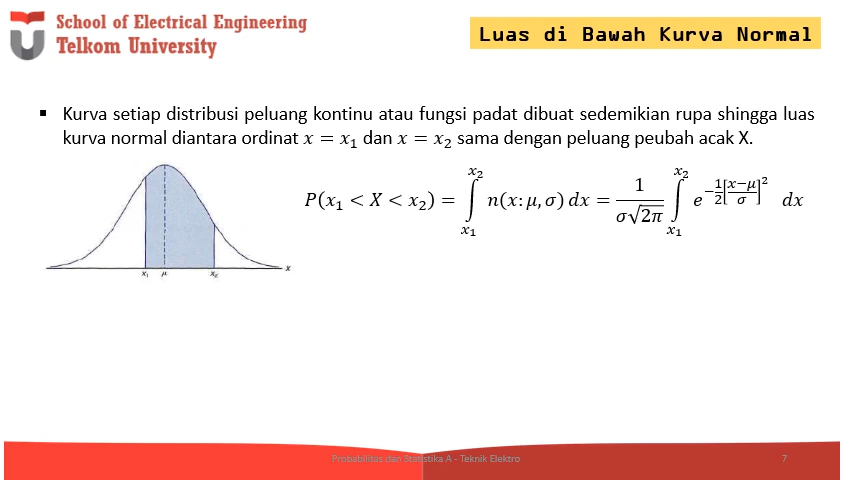 School of Electrical Engineering
Telkom University
Luas di Bawah Kurva Normal
▪ Kurva setiap distribusi peluang kontinu atau fungsi padat dibuat sedemikian rupa shingga luas
kurva normal diantara ordinat 𝑥 = 𝑥₁ dan 𝑥 = 𝑥₂ sama dengan peluang peubah acak X.
𝑃(𝑥₁ < 𝑋 < 𝑥₂) = ∫_{𝑥₁}^{𝑥₂} 𝑛(𝑥: 𝜇, 𝜎) 𝑑𝑥 = \frac{1}{𝜎√(2𝜋)} ∫_{𝑥₁}^{𝑥₂} 𝑒^{−\frac{1}{2}[\frac{𝑥−𝜇}{𝜎}]^2} 𝑑𝑥
x₁ μ x₂ x
Probabilitas dan Statistika A - Teknik Elektro
7